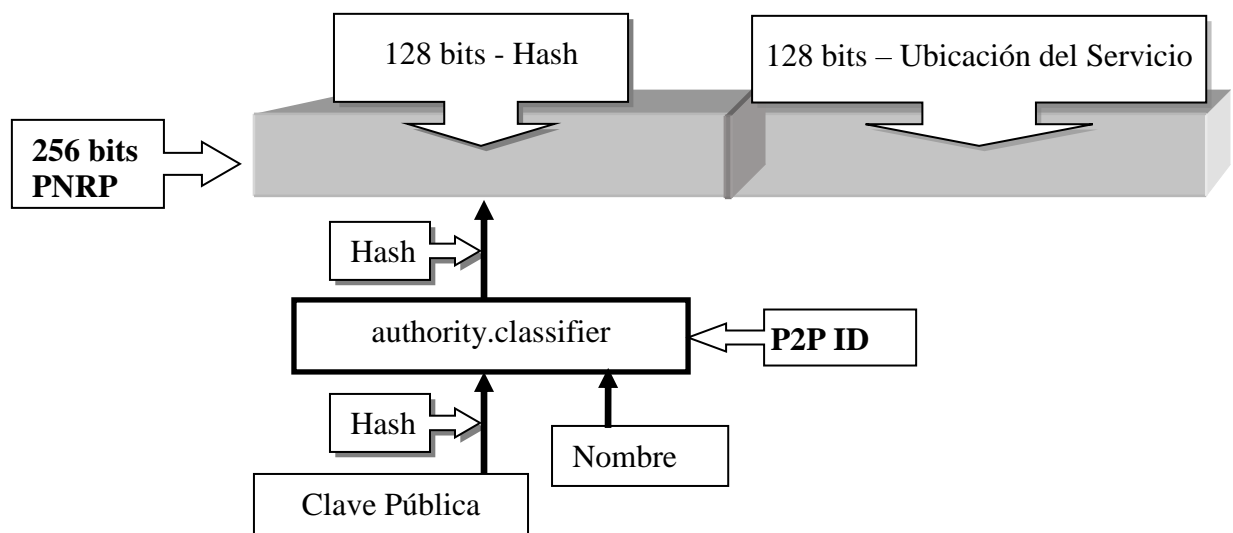 128 bits - Hash
128 bits – Ubicación del Servicio
256 bits
PNRP
Hash
authority.classifier
P2P ID
Hash
Nombre
Clave Pública